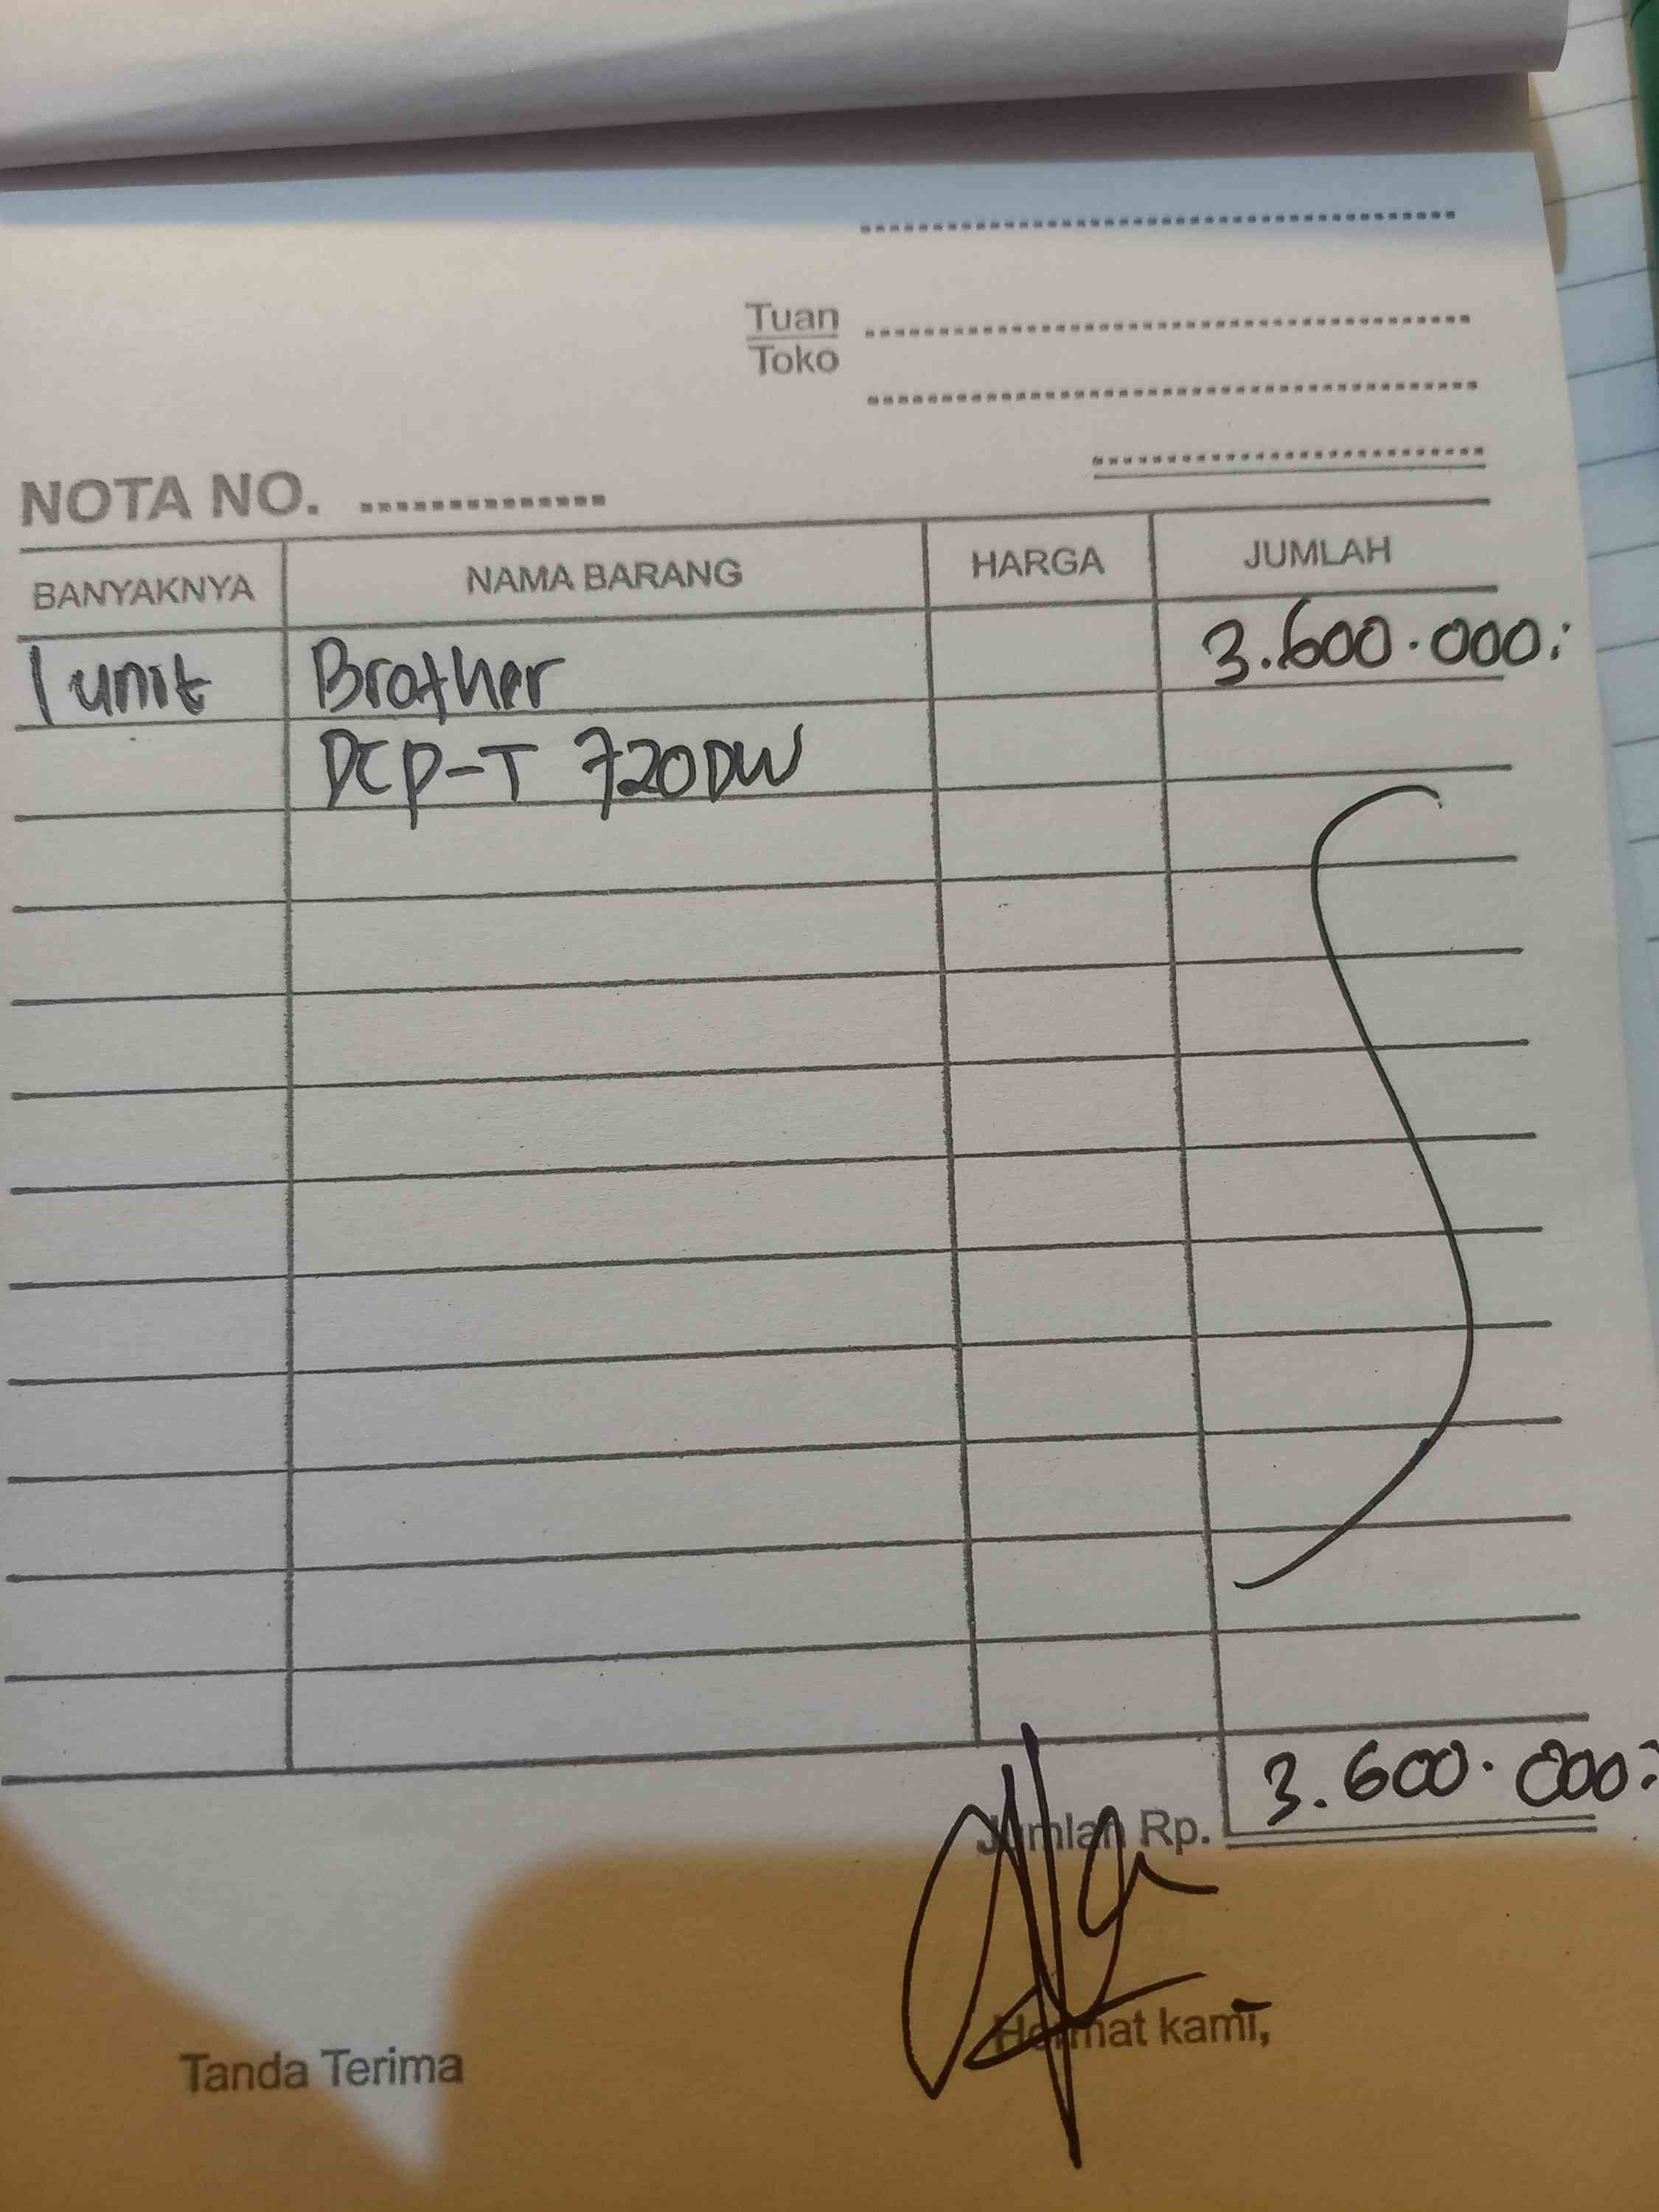 Tuan
Toko
NOTA NO.
BANYAKNYA NAMA BARANG HARGA JUMLAH
1 unit Brother 3.600.000:
DCP-T 720DW
Jumlah Rp. 3.600.000:
Hormat kami,
Tanda Terima